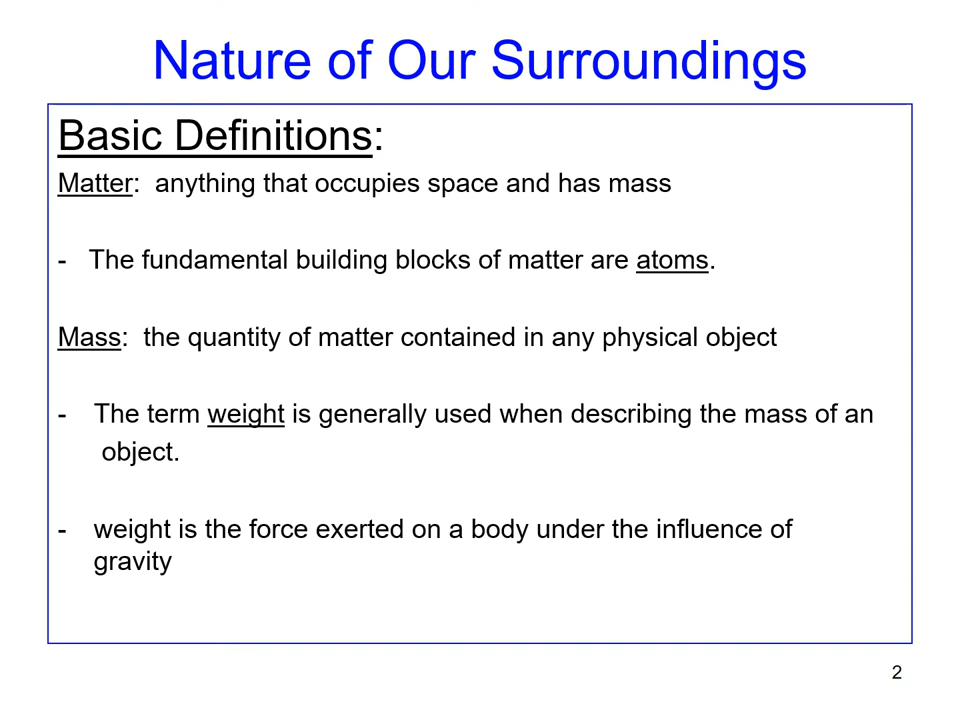 Nature of Our Surroundings
Basic Definitions:
Matter: anything that occupies space and has mass
- The fundamental building blocks of matter are atoms.
Mass: the quantity of matter contained in any physical object
- The term weight is generally used when describing the mass of an
object.
- weight is the force exerted on a body under the influence of
gravity
2